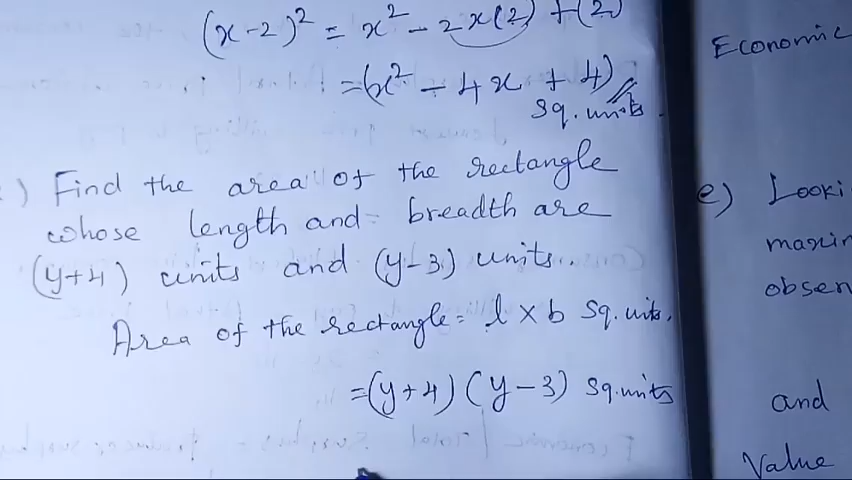 (x-2)² = x² - 2x(2) + (2)
= (x² - 4x + 4)
sq. units.
) Find the area of the rectangle
whose length and breadth are
(y+4) units and (y-3) units.
Area of the rectangle = l × b sq. units.
= (y+4) (y-3) sq.units
Economic
e) Looki
maxim
obser
and
Value